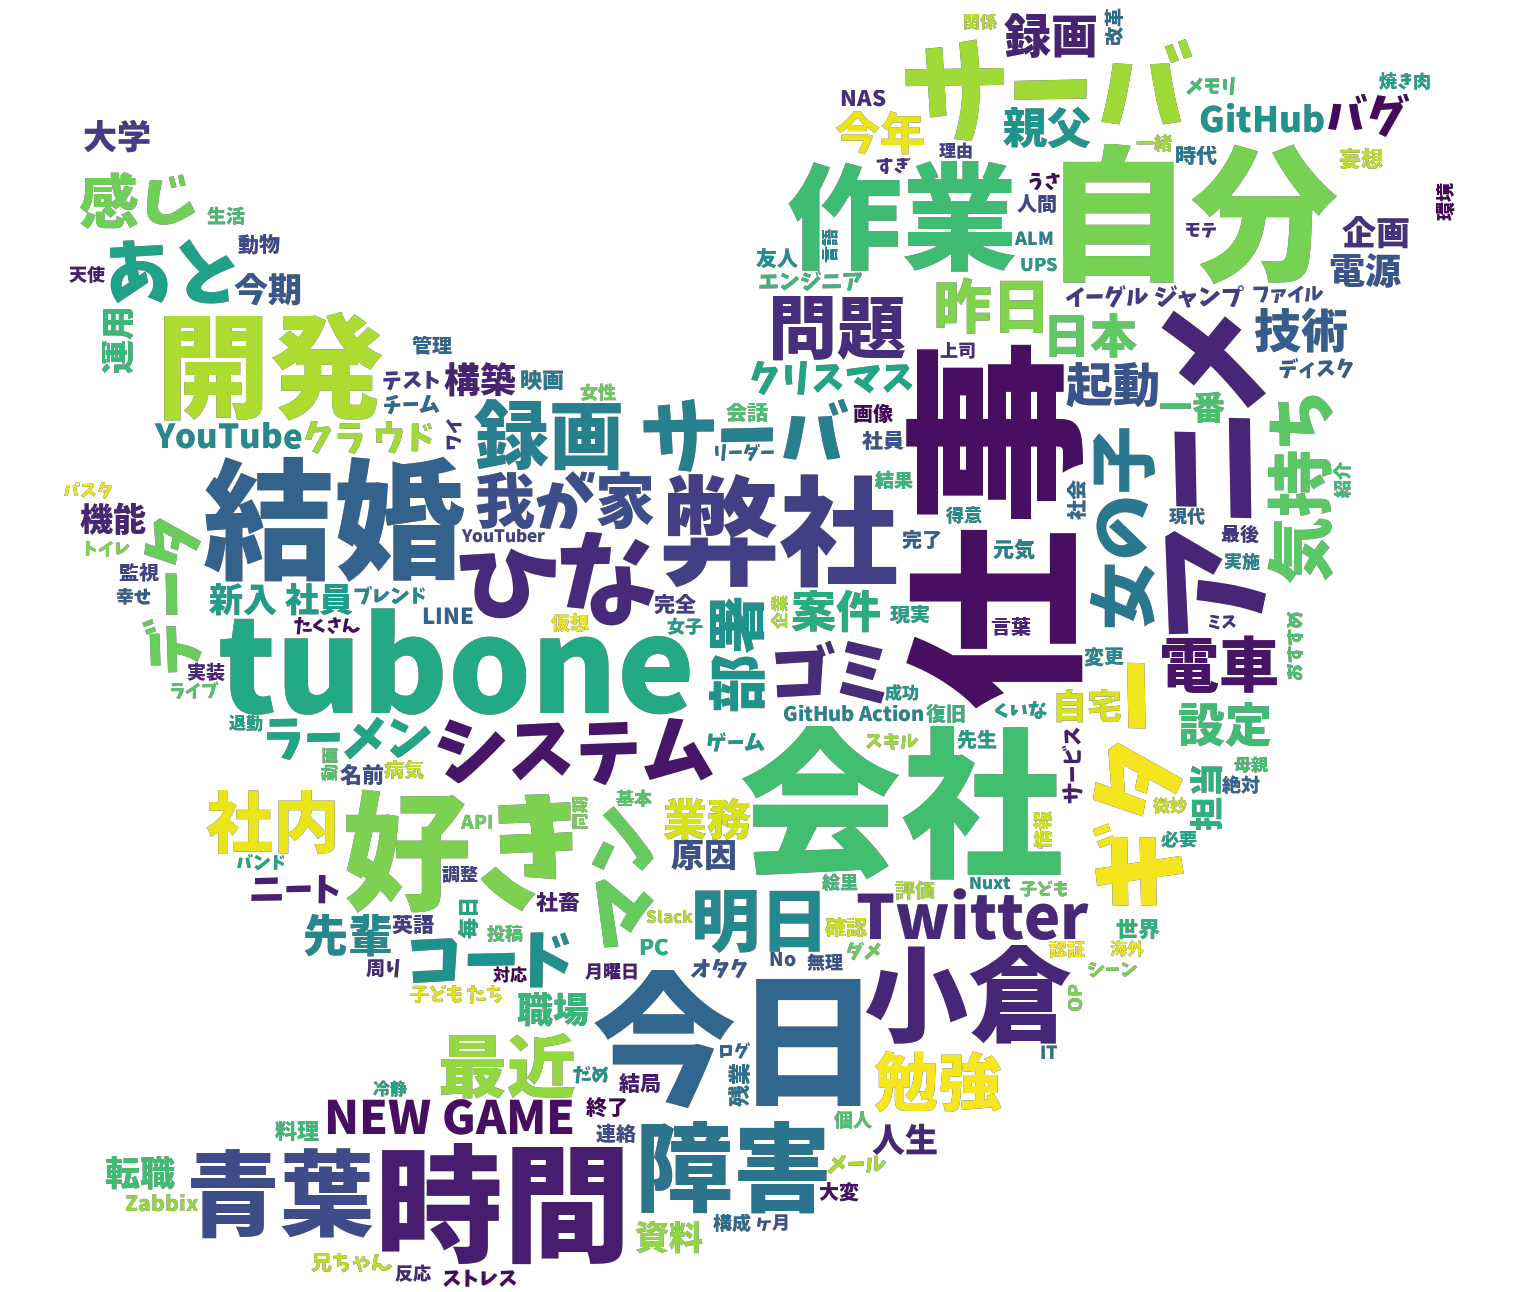 関係
録画
改革
サーバ
焼き肉
メモリ
NAS
GitHub
バグ
今年
親父
大学
理由
一緒
時代
妄想
すぎ
作業
自分
うさ
環境
感じ
生活
人間
モテ
企画
動物
あと
言語
ALM
友人
UPS
電源
天使
今期
エンジニア
昨日
イーグル ジャンプ
ファイル
運用
開発
問題
日本
メ
技術
管理
上司
テスト
構築
映画
クリスマス
起動
ディスク
チーム
女性
一番
YouTube
クラウド
ワイ
録画
サーバ
会話
画像
リーダー
社員
仕事
アニメ
気持ち
女の子
結婚
我が家
弊社
結果
紹介
社会
パスタ
機能
得意
現代
トイレ
データ
YouTuber
ひな
完了
元気
最後
監視
実施
幸せ
新入 社員
ブレンド
LINE
仮想
完全
女子
部署
企業
案件
現実
言葉
ミス
おすすめ
たくさん
tubone
ゴミ
変更
電車
実装
ライブ
成功
GitHub Action
復旧
くいな
自宅
ギター
設定
退勤
ラーメン
システム
ゲーム
会社
スキル
先生
サービス
動画
名前
病気
母親
絶対
担当
社内
好き
API
同期
基本
マン
業務
情報
微妙
必要
原因
バンド
ニート
調整
絵里
評価
Nuxt
子ども
社畜
先輩
英語
毎日
投稿
Slack
明日
確認
Twitter
世界
PC
コード
ダメ
認証
海外
周り
対応
月曜日
オタク
No
無理
小倉
シーン
子どもたち
職場
今日
OP
最近
ログ
IT
冷静
だめ
結局
残業
勉強
NEW GAME
終了
料理
連絡
障害
個人
人生
転職
青葉
時間
メール
Zabbix
大変
資料
構成
ヶ月
兄ちゃん
反応
ストレス